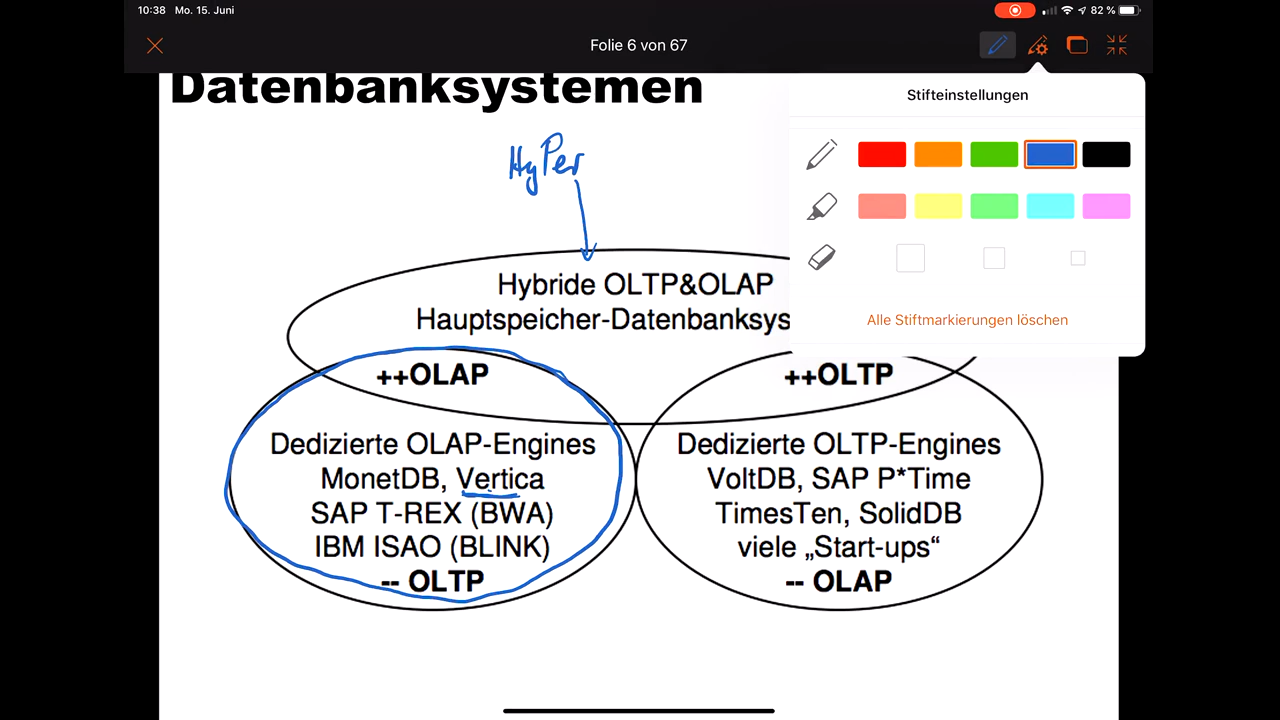 10:38 Mo. 15. Juni
82 %
Folie 6 von 67
Datenbanksystemen
Stifteinstellungen
HyPer
Alle Stiftmarkierungen löschen
Hybride OLTP&OLAP
Hauptspeicher-Datenbanksys
++OLAP
++OLTP
Dedizierte OLAP-Engines
MonetDB, Vertica
SAP T-REX (BWA)
IBM ISAO (BLINK)
-- OLTP
Dedizierte OLTP-Engines
VoltDB, SAP P*Time
TimesTen, SolidDB
viele „Start-ups“
-- OLAP